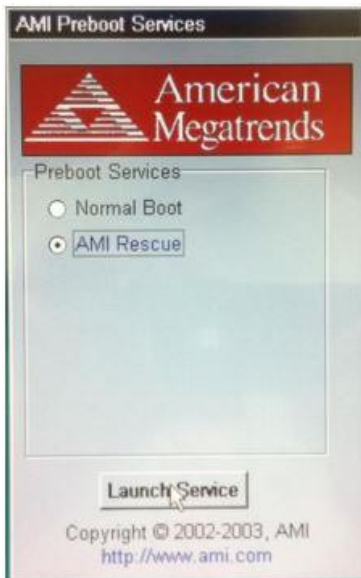 AMI Preboot Services
American
Megatrends
Preboot Services
Normal Boot
AMI Rescue
Launch Service
Copyright © 2002-2003, AMI
http://www.ami.com